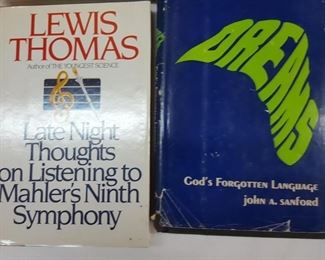 LEWIS
THOMAS
Author of THE YOUNGEST SCIENCE
Late Night
Thoughts
on Listening to
Mahler's Ninth
Symphony
DREAMS
God's Forgotten Language
john a. sanford